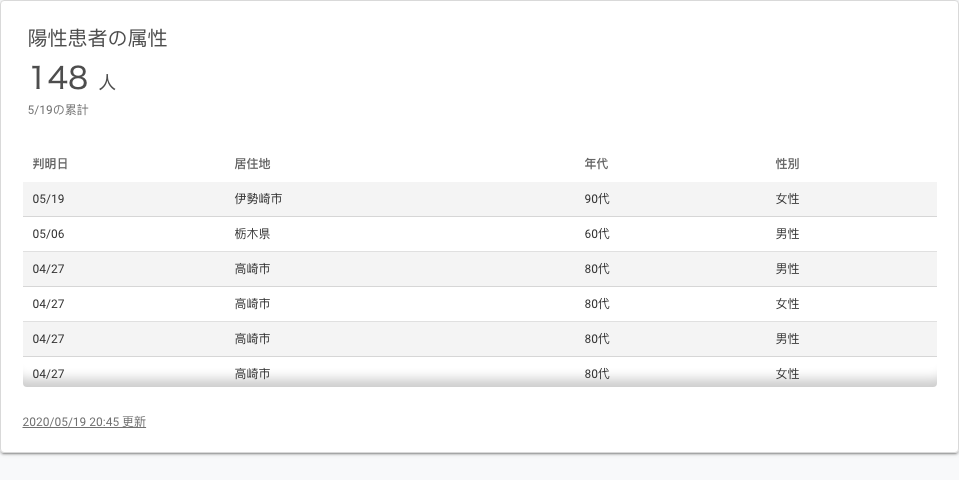 陽性患者の属性
148 人
5/19の累計
判明日 居住地 年代 性別
05/19 伊勢崎市 90代 女性
05/06 栃木県 60代 男性
04/27 高崎市 80代 男性
04/27 高崎市 80代 女性
04/27 高崎市 80代 男性
04/27 高崎市 80代 女性
2020/05/19 20:45 更新